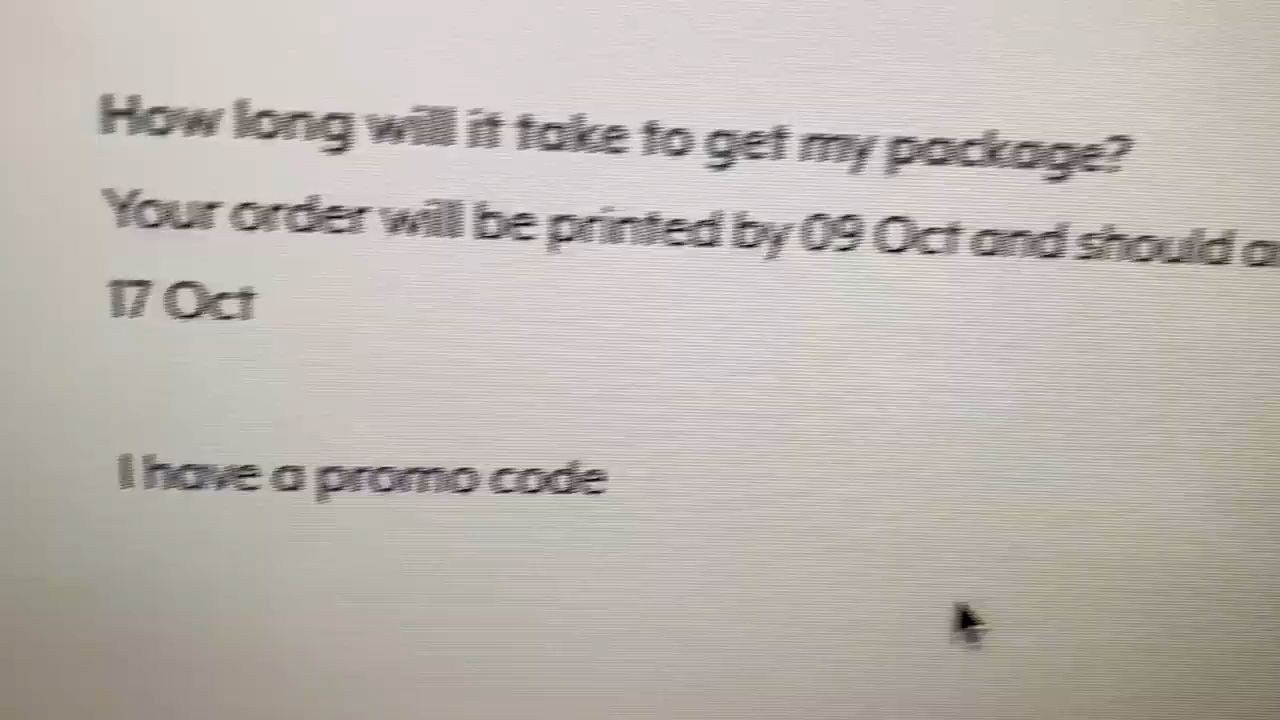 How long will it take to get my package?
Your order will be printed by 09 Oct and should
17 Oct
I have a promo code